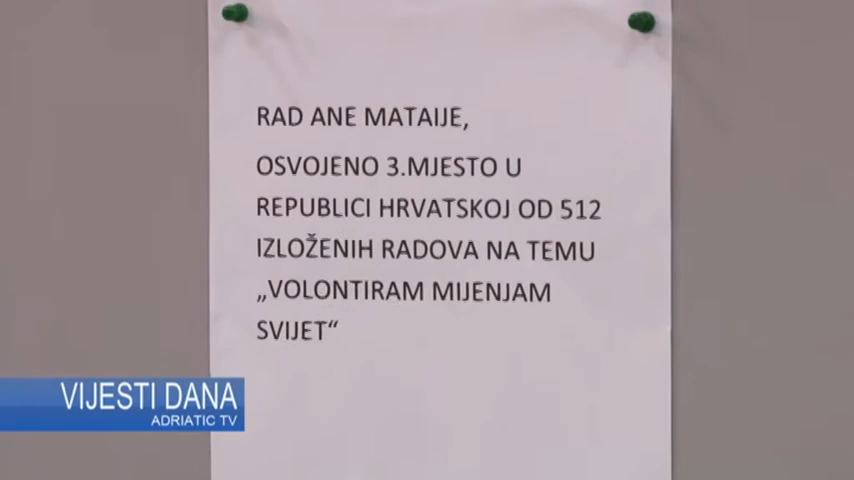 RAD ANE MATAIJE,
OSVOJENO 3.MJESTO U
REPUBLICI HRVATSKOJ OD 512
IZLOŽENIH RADOVA NA TEMU
„VOLONTIRAM MIJENJAM
SVIJET“
VIJESTI DANA
ADRIATIC TV